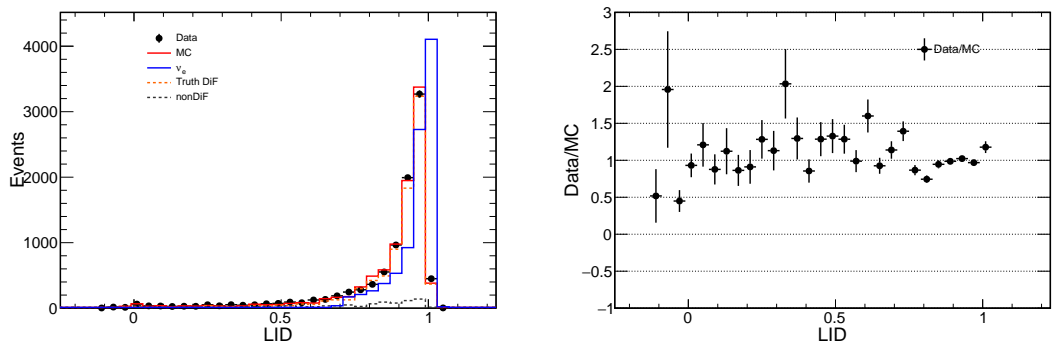 4000
3000
2000
1000
0
Events
Data
MC
νe
Truth DiF
nonDiF
0 0.5 1
LID
3
2.5
2
1.5
1
0.5
0
−0.5
−1
Data/MC
Data/MC
0 0.5 1
LID